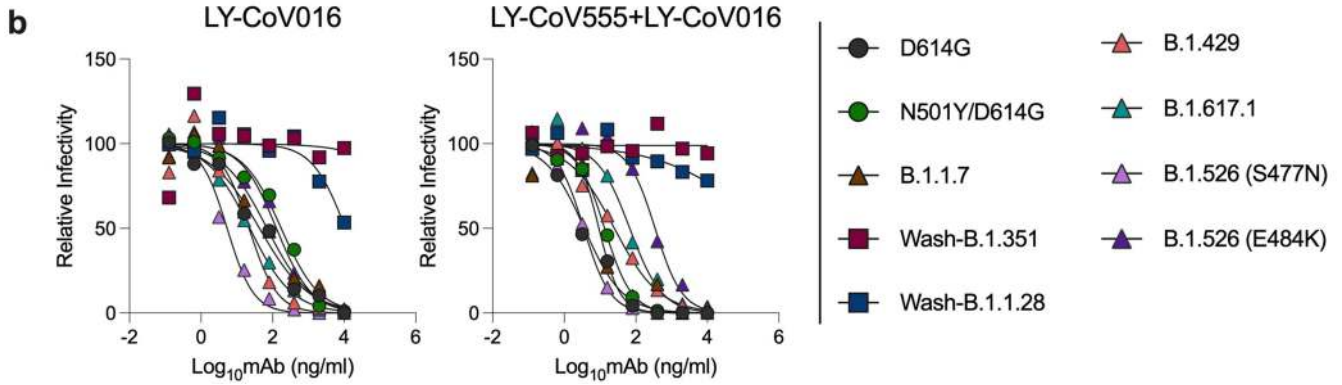 b
LY-CoV016
150
100
50
0
-2 0 2 4 6
Relative Infectivity
Log10mAb (ng/ml)
LY-CoV555+LY-CoV016
150
100
50
0
-2 0 2 4 6
Relative Infectivity
Log10mAb (ng/ml)
D614G
N501Y/D614G
B.1.1.7
Wash-B.1.351
Wash-B.1.1.28
B.1.429
B.1.617.1
B.1.526 (S477N)
B.1.526 (E484K)